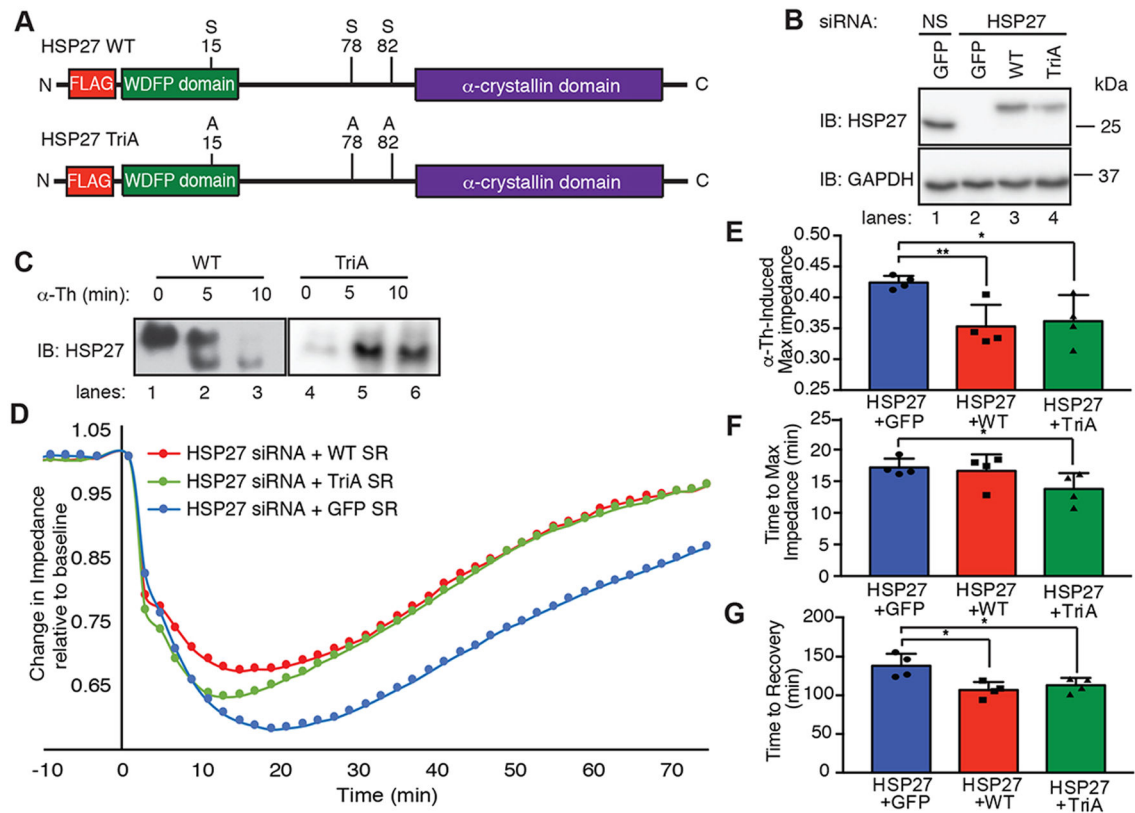 A
HSP27 WT
S S S
15 78 82
N FLAG WDFP domain α-crystallin domain C
HSP27 TriA
A A A
15 78 82
N FLAG WDFP domain α-crystallin domain C
B
siRNA: NS HSP27
GFP GFP WT TriA
kDa
IB: HSP27
25
IB: GAPDH
37
lanes: 1 2 3 4
C
WT TriA
α-Th (min): 0 5 10 0 5 10
IB: HSP27
lanes: 1 2 3 4 5 6
D
Change in Impedance
relative to baseline
1.05
0.95
0.85
0.75
0.65
HSP27 siRNA + WT SR
HSP27 siRNA + TriA SR
HSP27 siRNA + GFP SR
-10 0 10 20 30 40 50 60 70
Time (min)
E
α-Th-Induced
Max impedance
0.50
0.45
0.40
0.35
0.30
0.25
*
**
HSP27 HSP27 HSP27
+GFP +WT +TriA
F
Time to Max
Impedance (min)
25
20
15
10
5
0
*
HSP27 HSP27 HSP27
+GFP +WT +TriA
G
Time to Recovery
(min)
200
150
100
50
0
*
*
HSP27 HSP27 HSP27
+GFP +WT +TriA